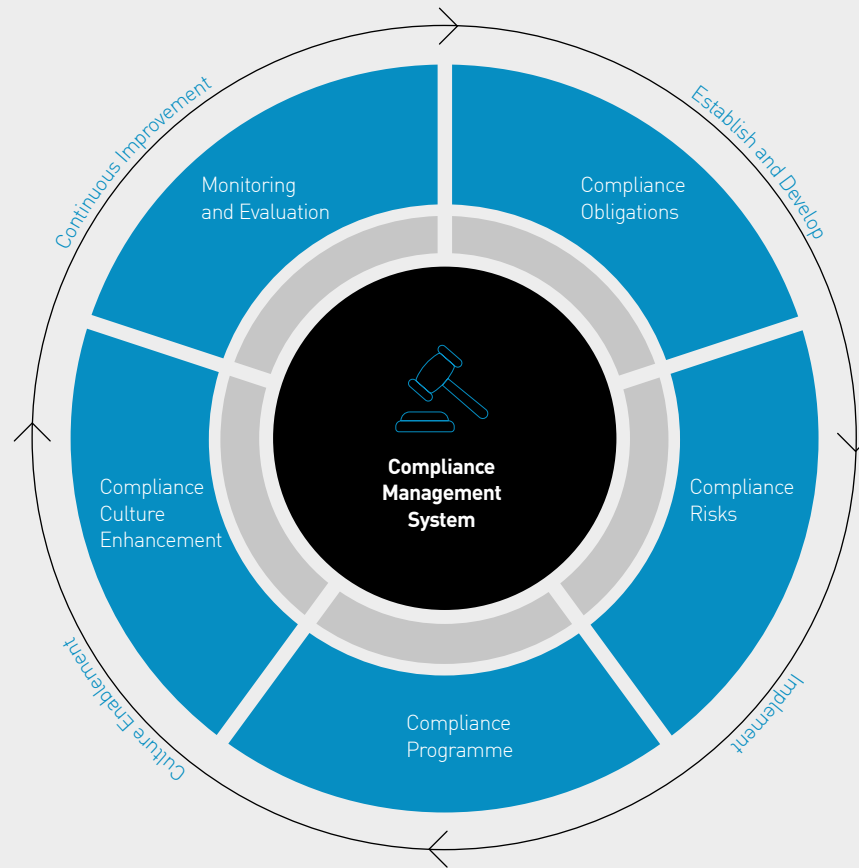 Continuous Improvement
Establish and Develop
Monitoring
and Evaluation
Compliance
Obligations
Compliance
Management
System
Compliance
Culture
Enhancement
Compliance
Risks
Compliance
Programme
Culture Enablement
Implement